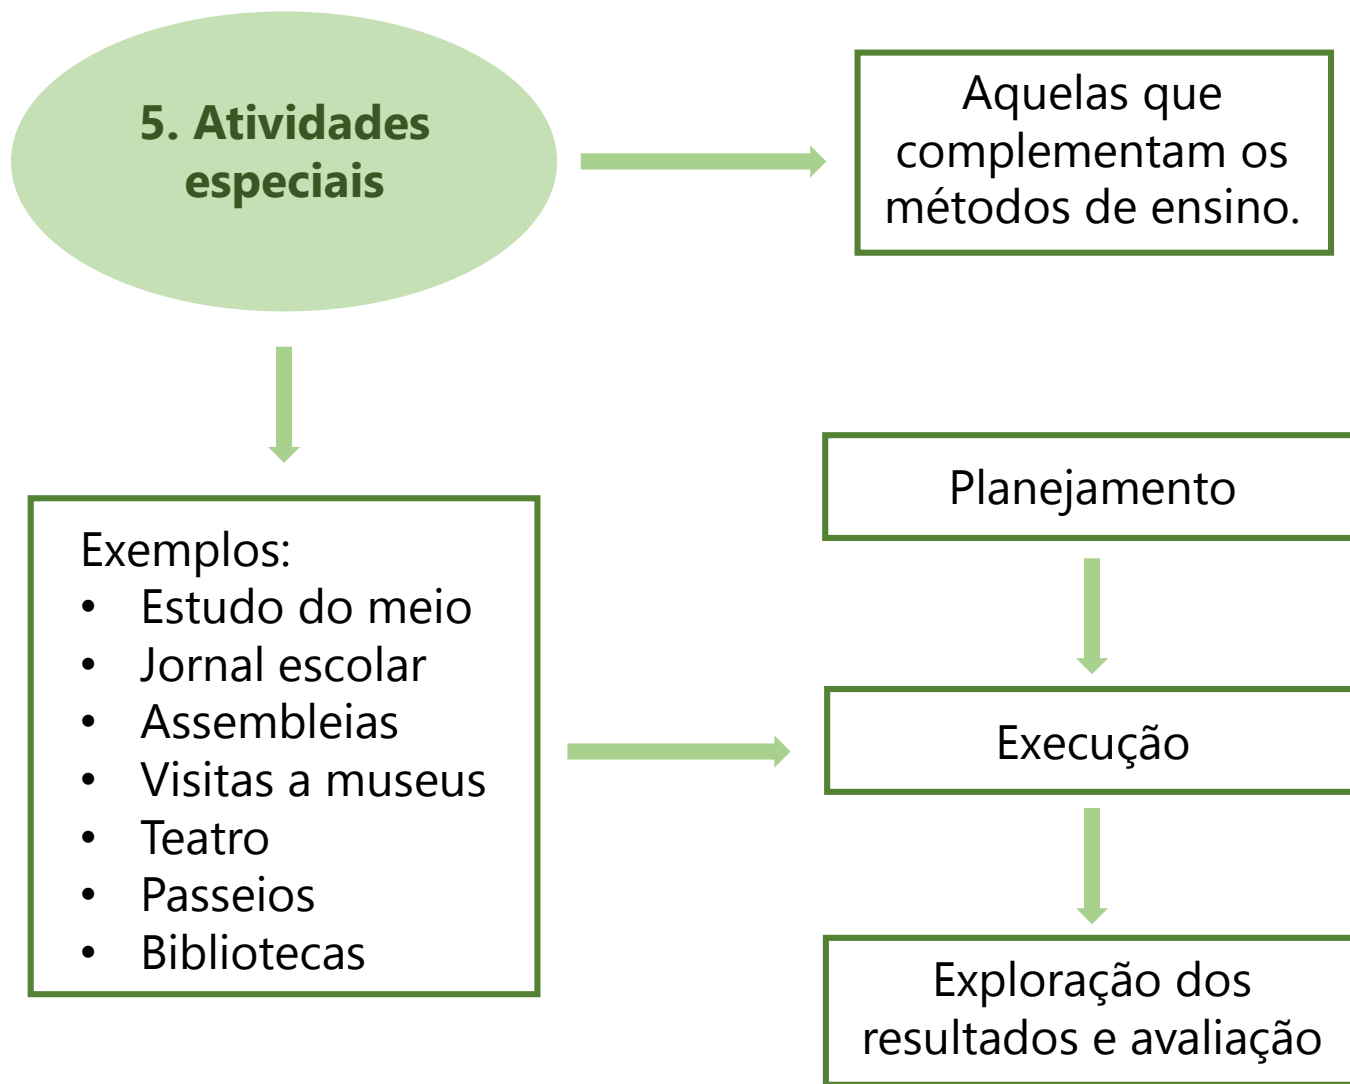 5. Atividades
especiais
Aquelas que
complementam os
métodos de ensino.
Exemplos:
• Estudo do meio
• Jornal escolar
• Assembleias
• Visitas a museus
• Teatro
• Passeios
• Bibliotecas
Planejamento
Execução
Exploração dos
resultados e avaliação